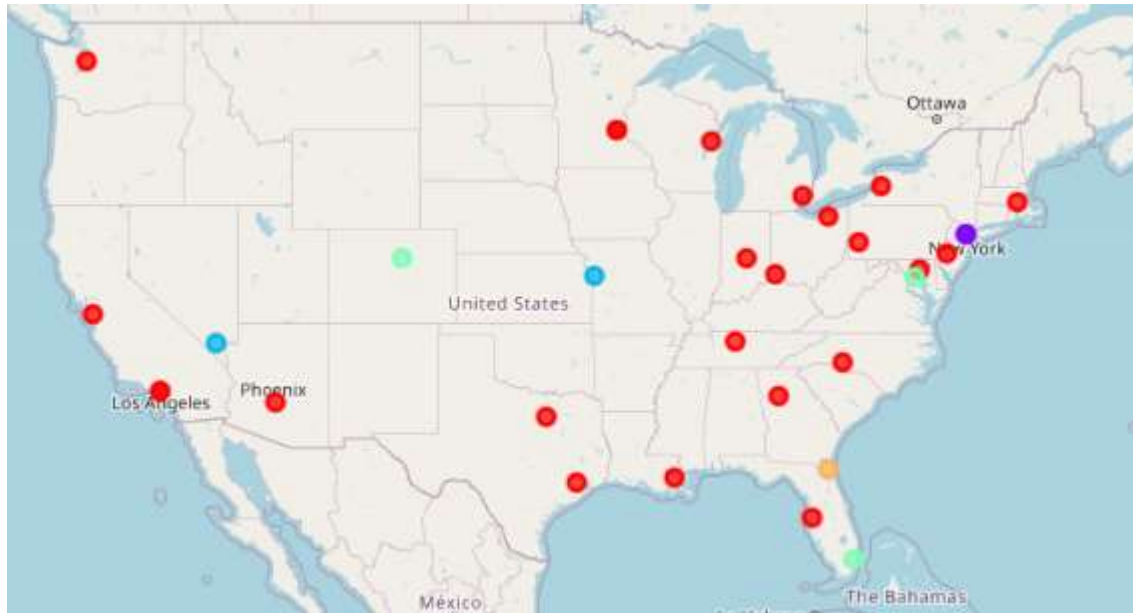 Ottawa
New York
United States
Phoenix
Los Angeles
México
The Bahamas